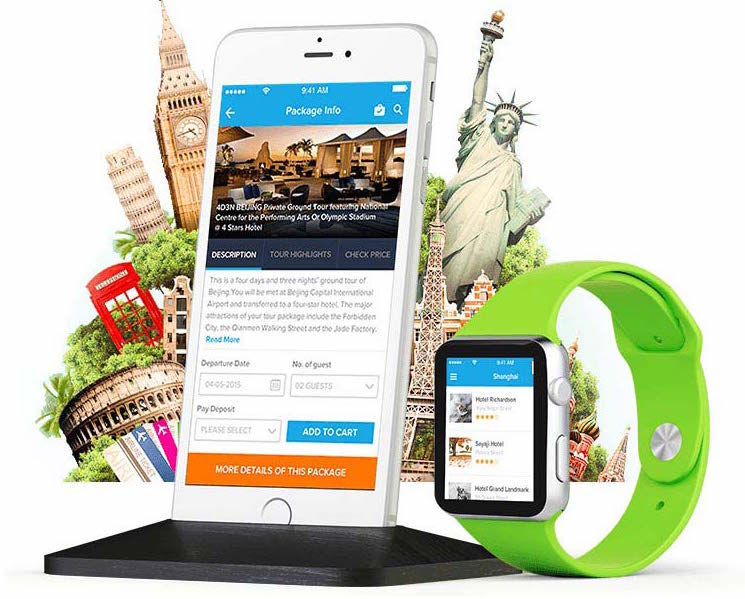 9:41 AM
Package Info
4D3N BEIJING Private Ground Tour featuring National
Centre for the Performing Arts Or Olympic Stadium
@ 4 Stars Hotel
DESCRIPTION TOUR HIGHLIGHTS CHECK PRICE
This is a four days and three nights' ground tour of
Beijing.You will be met at Beijing Capital International
Airport and transferred to a four-star hotel. The major
attractions of your tour package include the Forbidden
City, the Qianmen Walking Street and the Jade Factory.
Read More
Departure Date No. of guest
04-05-2015 02 GUESTS
Pay Deposit
PLEASE SELECT ADD TO CART
MORE DETAILS OF THIS PACKAGE
9:41 AM
Shanghai
Hotel Richardson
Sayaji Hotel
Hotel Grand Landmark